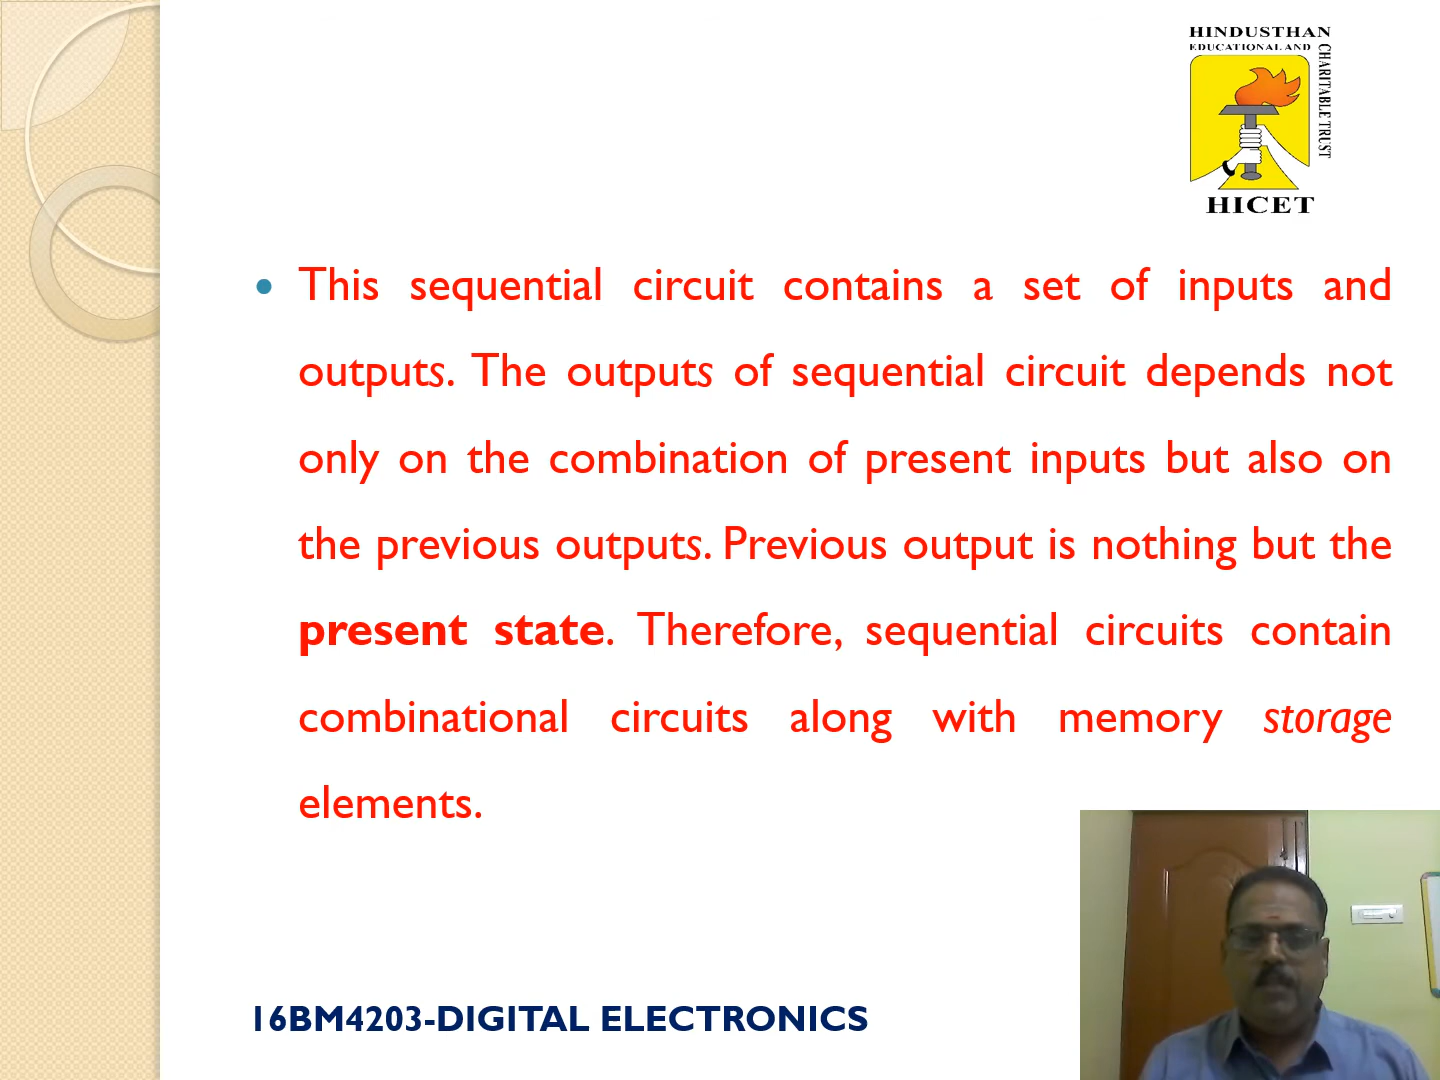 HINDUSTHAN
EDUCATIONAL AND
CHARITABLE TRUST
HICET
• This sequential circuit contains a set of inputs and
outputs. The outputs of sequential circuit depends not
only on the combination of present inputs but also on
the previous outputs. Previous output is nothing but the
present state. Therefore, sequential circuits contain
combinational circuits along with memory storage
elements.
16BM4203-DIGITAL ELECTRONICS